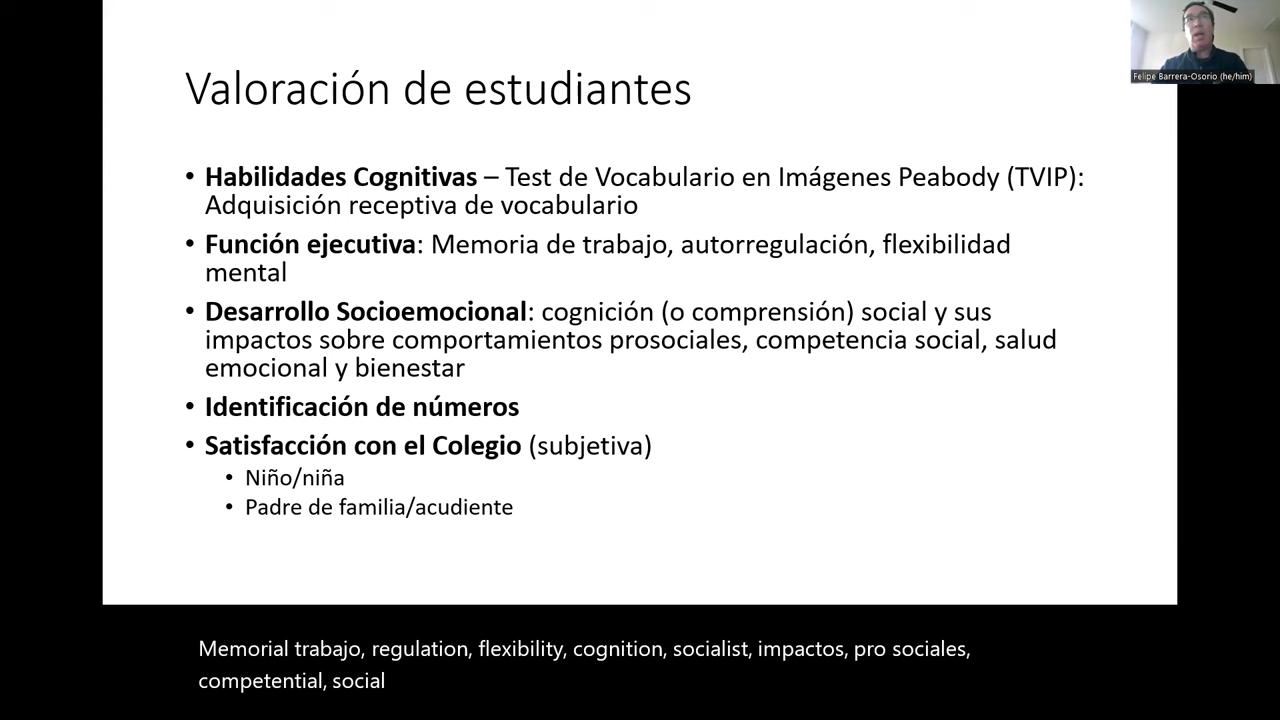 Valoración de estudiantes
Felipe Barrera-Osorio (he/him)
• Habilidades Cognitivas – Test de Vocabulario en Imágenes Peabody (TVIP):
Adquisición receptiva de vocabulario
• Función ejecutiva: Memoria de trabajo, autorregulación, flexibilidad
mental
• Desarrollo Socioemocional: cognición (o comprensión) social y sus
impactos sobre comportamientos prosociales, competencia social, salud
emocional y bienestar
• Identificación de números
• Satisfacción con el Colegio (subjetiva)
• Niño/niña
• Padre de familia/acudiente
Memorial trabajo, regulation, flexibility, cognition, socialist, impactos, pro sociales,
competential, social